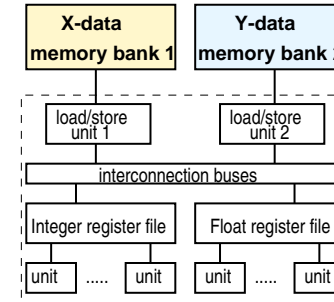 X-data
memory bank 1
Y-data
memory bank
load/store
unit 1
load/store
unit 2
interconnection buses
Integer register file
Float register file
unit ..... unit
unit ..... unit